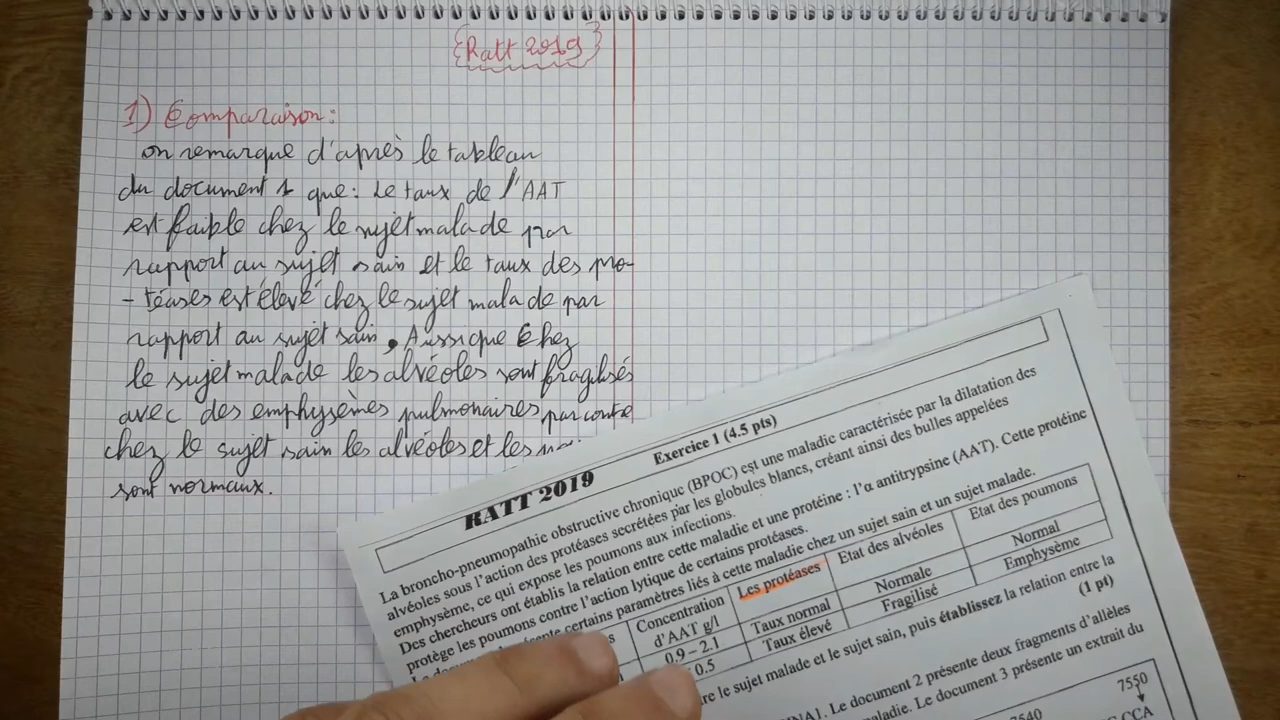 Ratt 2019
1) Comparaison:
on remarque d'après le tableau
du document 1 que: Le taux de l'AAT
est faible chez le sujet malade par
rapport au sujet sain et le taux des pro-
- téases est élevé chez le sujet malade par
rapport au sujet sain, Aussi que chez
le sujet malade les alvéoles sont fragilisés
avec des emphysèmes pulmonaires par contre
chez le sujet sain les alvéoles et les
sont normaux.
RATT 2019
Exercice 1 (4.5 pts)
La broncho-pneumopathie obstructive chronique (BPOC) est une maladie caractérisée par la dilatation des
alvéoles sous l'action des protéases secrétées par les globules blancs, créant ainsi des bulles appelées
emphysème, ce qui expose les poumons aux infections.
Des chercheurs ont établis la relation entre cette maladie et une protéine : l'α antitrypsine (AAT). Cette protéine
protège les poumons contre l'action lytique de certains protéases.
certains paramètres liés à cette maladie chez un sujet sain et un sujet malade.
Concentration d'AAT g/l Les protéases Etat des alvéoles Etat des poumons
0.9 – 2.1 Taux normal Normale Normal
0.5 Taux élevé Fragilisé Emphysème
le sujet malade et le sujet sain, puis établissez la relation entre la
(1 pt)
Le document 2 présente deux fragments d'allèles
Le document 3 présente un extrait du
7550
7540
CCA